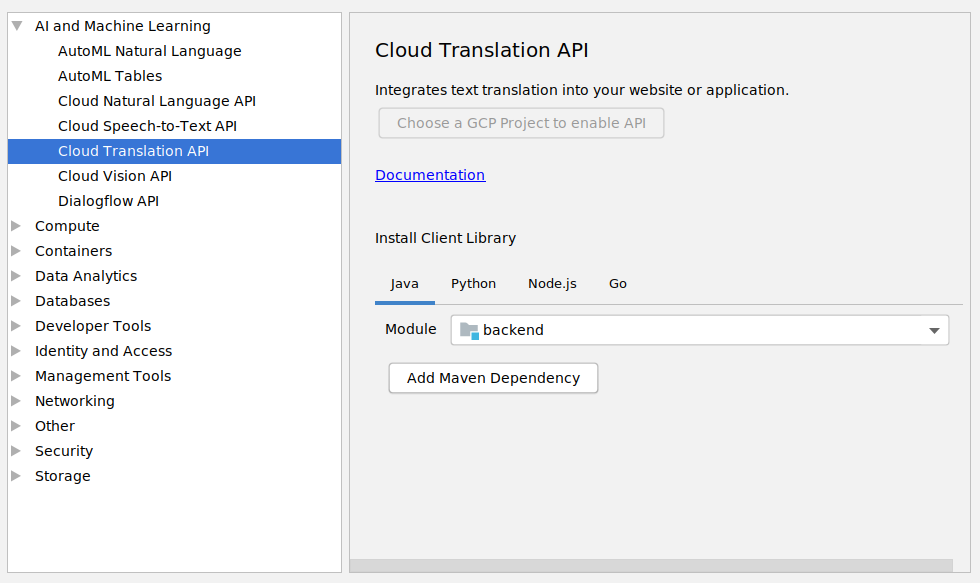 AI and Machine Learning
AutoML Natural Language
AutoML Tables
Cloud Natural Language API
Cloud Speech-to-Text API
Cloud Translation API
Cloud Vision API
Dialogflow API
Compute
Containers
Data Analytics
Databases
Developer Tools
Identity and Access
Management Tools
Networking
Other
Security
Storage
Cloud Translation API
Integrates text translation into your website or application.
Choose a GCP Project to enable API
Documentation
Install Client Library
Java Python Node.js Go
Module backend
Add Maven Dependency